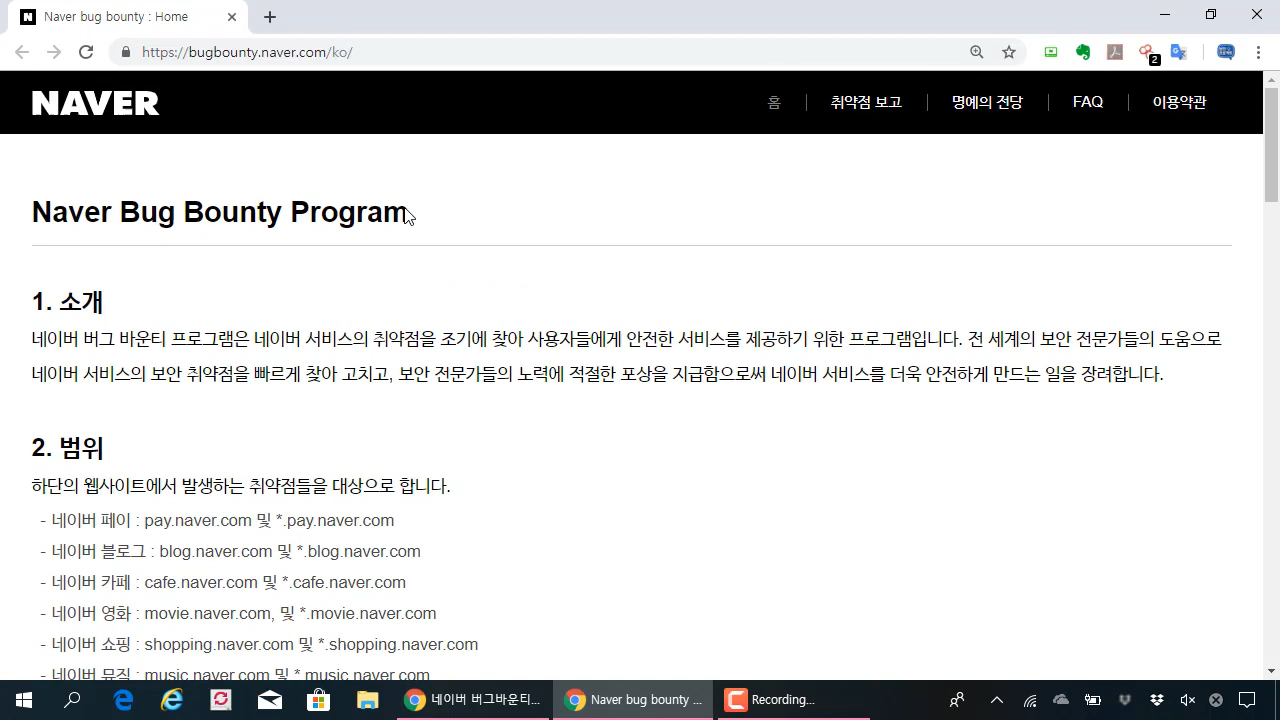 Naver bug bounty : Home
https://bugbounty.naver.com/ko/
2
NAVER
홈
취약점 보고
명예의 전당
FAQ
이용약관
Naver Bug Bounty Program
1. 소개
네이버 버그 바운티 프로그램은 네이버 서비스의 취약점을 조기에 찾아 사용자들에게 안전한 서비스를 제공하기 위한 프로그램입니다. 전 세계의 보안 전문가들의 도움으로
네이버 서비스의 보안 취약점을 빠르게 찾아 고치고, 보안 전문가들의 노력에 적절한 포상을 지급함으로써 네이버 서비스를 더욱 안전하게 만드는 일을 장려합니다.
2. 범위
하단의 웹사이트에서 발생하는 취약점들을 대상으로 합니다.
- 네이버 페이 : pay.naver.com 및 *.pay.naver.com
- 네이버 블로그 : blog.naver.com 및 *.blog.naver.com
- 네이버 카페 : cafe.naver.com 및 *.cafe.naver.com
- 네이버 영화 : movie.naver.com, 및 *.movie.naver.com
- 네이버 쇼핑 : shopping.naver.com 및 *.shopping.naver.com
- 네이버 뮤직 : music.naver.com 및 *.music.naver.com
네이버 버그바운티...
Naver bug bounty ...
Recording...